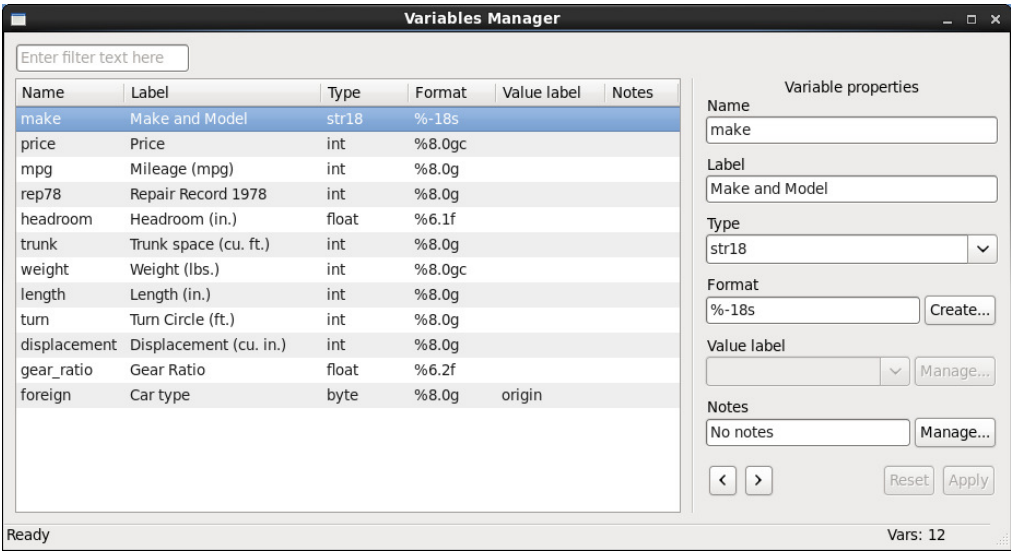 Variables Manager
Enter filter text here
Name Label Type Format Value label Notes
make Make and Model str18 %-18s
price Price int %8.0gc
mpg Mileage (mpg) int %8.0g
rep78 Repair Record 1978 int %8.0g
headroom Headroom (in.) float %6.1f
trunk Trunk space (cu. ft.) int %8.0g
weight Weight (lbs.) int %8.0gc
length Length (in.) int %8.0g
turn Turn Circle (ft.) int %8.0g
displacement Displacement (cu. in.) int %8.0g
gear_ratio Gear Ratio float %6.2f
foreign Car type byte %8.0g origin
Variable properties
Name
make
Label
Make and Model
Type
str18
Format
%-18s Create...
Value label
Manage...
Notes
No notes Manage...
< > Reset Apply
Ready Vars: 12